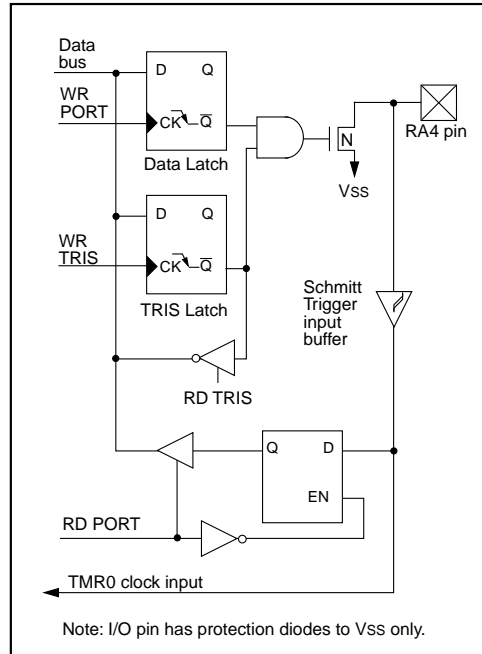 Data
bus
D Q
WR
PORT
CK Q
N
RA4 pin
Data Latch
VSS
D Q
WR
TRIS
CK Q
Schmitt
Trigger
input
buffer
TRIS Latch
RD TRIS
Q D
EN
RD PORT
TMR0 clock input
Note: I/O pin has protection diodes to VSS only.